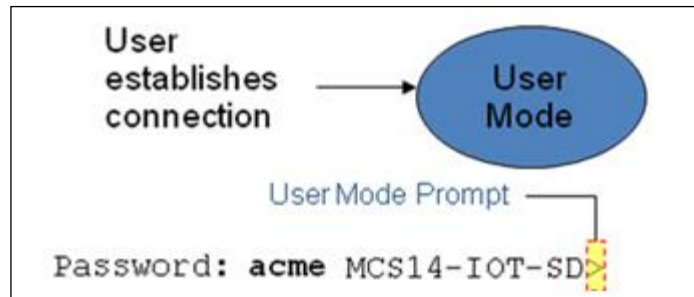 User
establishes
connection
User
Mode
User Mode Prompt
Password: acme MCS14-IOT-SD>